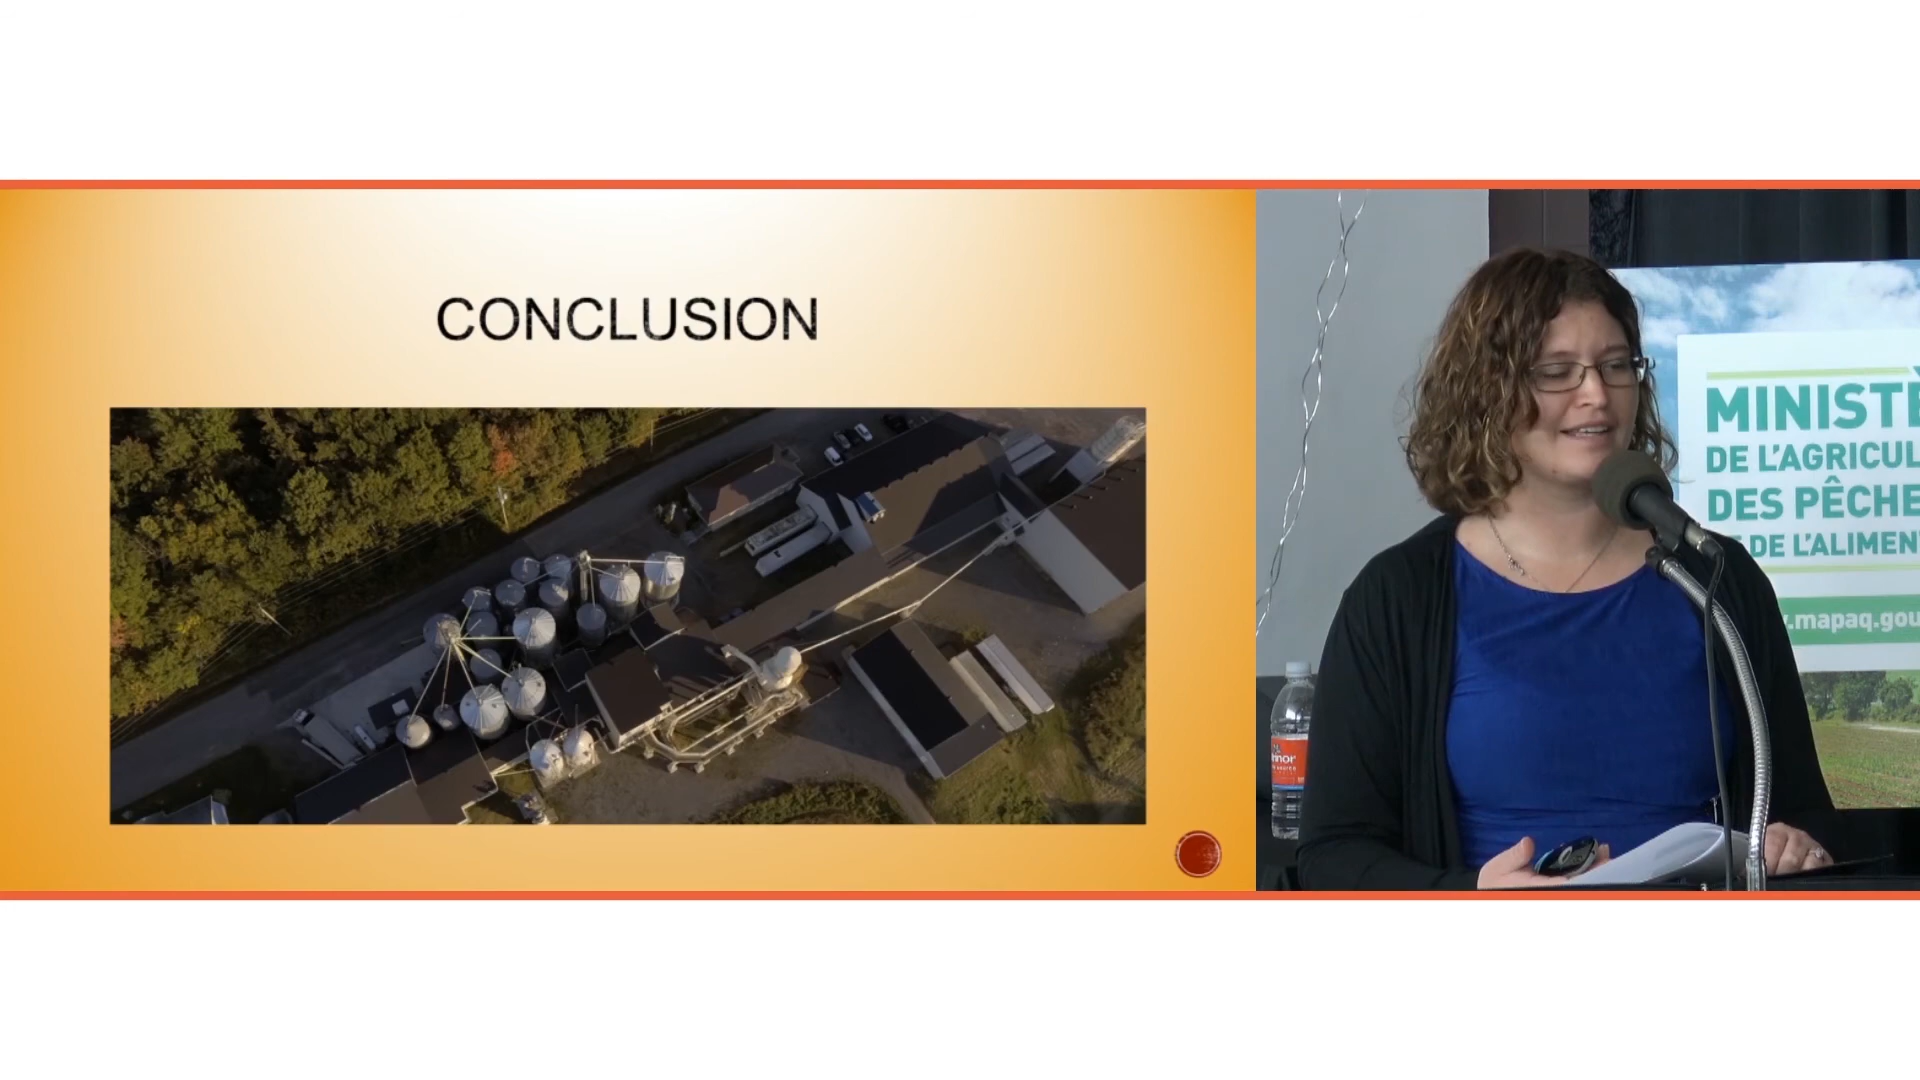 CONCLUSION
MINISTÈ
DE L'AGRICUL
DES PÊCHE
DE L'ALIMEN
.mapaq.gou